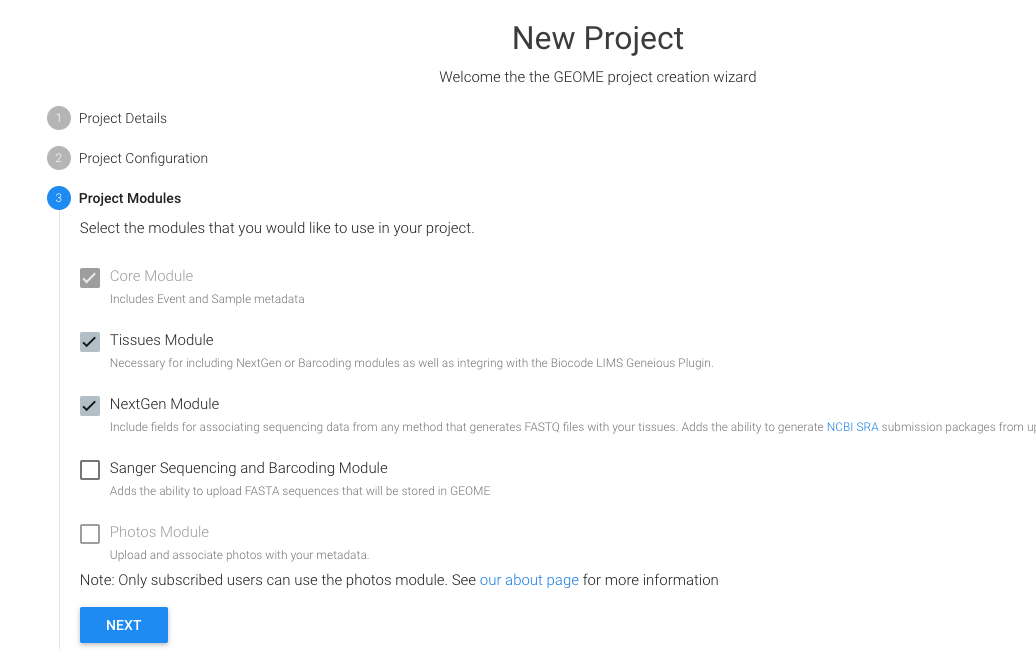 New Project
Welcome the the GEOME project creation wizard
1 Project Details
2 Project Configuration
3 Project Modules
Select the modules that you would like to use in your project.
Core Module
Includes Event and Sample metadata
Tissues Module
Necessary for including NextGen or Barcoding modules as well as integring with the Biocode LIMS Geneious Plugin.
NextGen Module
Include fields for associating sequencing data from any method that generates FASTQ files with your tissues. Adds the ability to generate NCBI SRA submission packages from
Sanger Sequencing and Barcoding Module
Adds the ability to upload FASTA sequences that will be stored in GEOME
Photos Module
Upload and associate photos with your metadata.
Note: Only subscribed users can use the photos module. See our about page for more information
NEXT